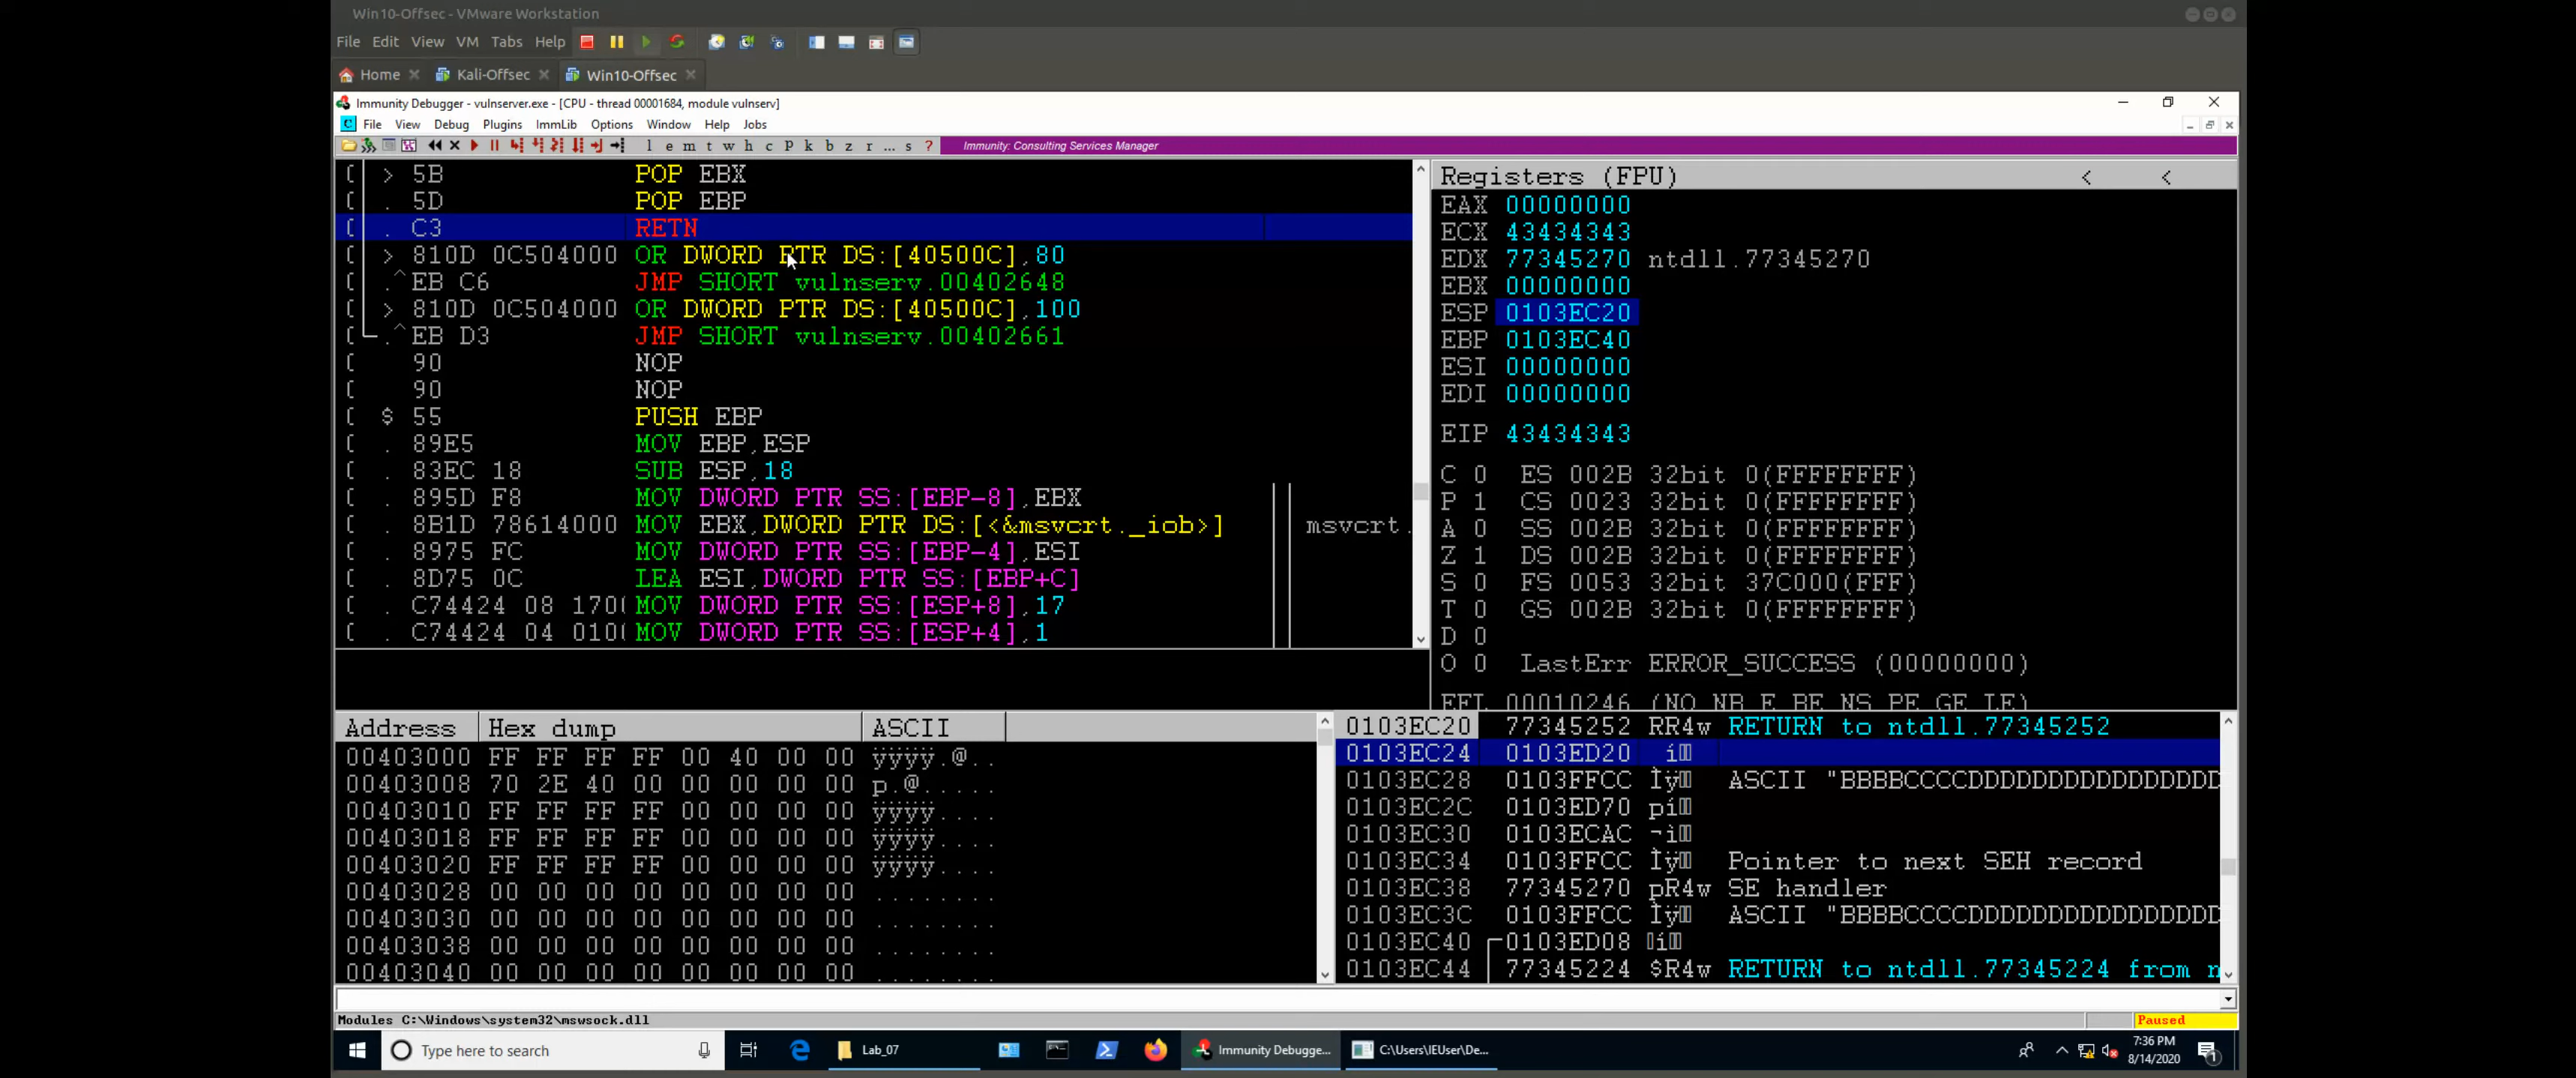 Win10-Offsec - VMware Workstation
File Edit View VM Tabs Help
Home Kali-Offsec Win10-Offsec
Immunity Debugger - vulnserver.exe - [CPU - thread 00001684, module vulnserv]
File View Debug Plugins ImmLib Options Window Help Jobs
l e m t w h c p k b z r ... s ? Immunity: Consulting Services Manager
> 5B POP EBX
. 5D POP EBP
. C3 RETN
> 810D 0C504000 OR DWORD PTR DS:[40500C],80
.^EB C6 JMP SHORT vulnserv.00402648
> 810D 0C504000 OR DWORD PTR DS:[40500C],100
.^EB D3 JMP SHORT vulnserv.00402661
90 NOP
90 NOP
$ 55 PUSH EBP
. 89E5 MOV EBP,ESP
. 83EC 18 SUB ESP,18
. 895D F8 MOV DWORD PTR SS:[EBP-8],EBX
. 8B1D 78614000 MOV EBX,DWORD PTR DS:[<&msvcrt._iob>] msvcrt.
. 8975 FC MOV DWORD PTR SS:[EBP-4],ESI
. 8D75 0C LEA ESI,DWORD PTR SS:[EBP+C]
. C74424 08 170 MOV DWORD PTR SS:[ESP+8],17
. C74424 04 010 MOV DWORD PTR SS:[ESP+4],1
Registers (FPU) < <
EAX 00000000
ECX 43434343
EDX 77345270 ntdll.77345270
EBX 00000000
ESP 0103EC20
EBP 0103EC40
ESI 00000000
EDI 00000000
EIP 43434343
C 0 ES 002B 32bit 0(FFFFFFFF)
P 1 CS 0023 32bit 0(FFFFFFFF)
A 0 SS 002B 32bit 0(FFFFFFFF)
Z 1 DS 002B 32bit 0(FFFFFFFF)
S 0 FS 0053 32bit 37C000(FFF)
T 0 GS 002B 32bit 0(FFFFFFFF)
D 0
O 0 LastErr ERROR_SUCCESS (00000000)
EFL 00010246 (NO,NB,E,BE,NS,PE,GE,LE)
Address Hex dump ASCII
00403000 FF FF FF FF 00 40 00 00 ÿÿÿÿ.@..
00403008 70 2E 40 00 00 00 00 00 p.@.....
00403010 FF FF FF FF 00 00 00 00 ÿÿÿÿ....
00403018 FF FF FF FF 00 00 00 00 ÿÿÿÿ....
00403020 FF FF FF FF 00 00 00 00 ÿÿÿÿ....
00403028 00 00 00 00 00 00 00 00 ........
00403030 00 00 00 00 00 00 00 00 ........
00403038 00 00 00 00 00 00 00 00 ........
00403040 00 00 00 00 00 00 00 00 ........
0103EC20 77345252 RR4w RETURN to ntdll.77345252
0103EC24 0103ED20 í
0103EC28 0103FFCC Ìÿ ASCII "BBBBCCCCDDDDDDDDDDDDDDDD
0103EC2C 0103ED70 pí
0103EC30 0103ECAC ¬ì
0103EC34 0103FFCC Ìÿ Pointer to next SEH record
0103EC38 77345270 pR4w SE handler
0103EC3C 0103FFCC Ìÿ ASCII "BBBBCCCCDDDDDDDDDDDDDDDD
0103EC40 0103ED08 í
0103EC44 77345224 $R4w RETURN to ntdll.77345224 from n
Modules C:\Windows\system32\mswsock.dll
Paused
Type here to search
Lab_07
Immunity Debugge...
C:\Users\IEUser\De...
7:36 PM
8/14/2020
1